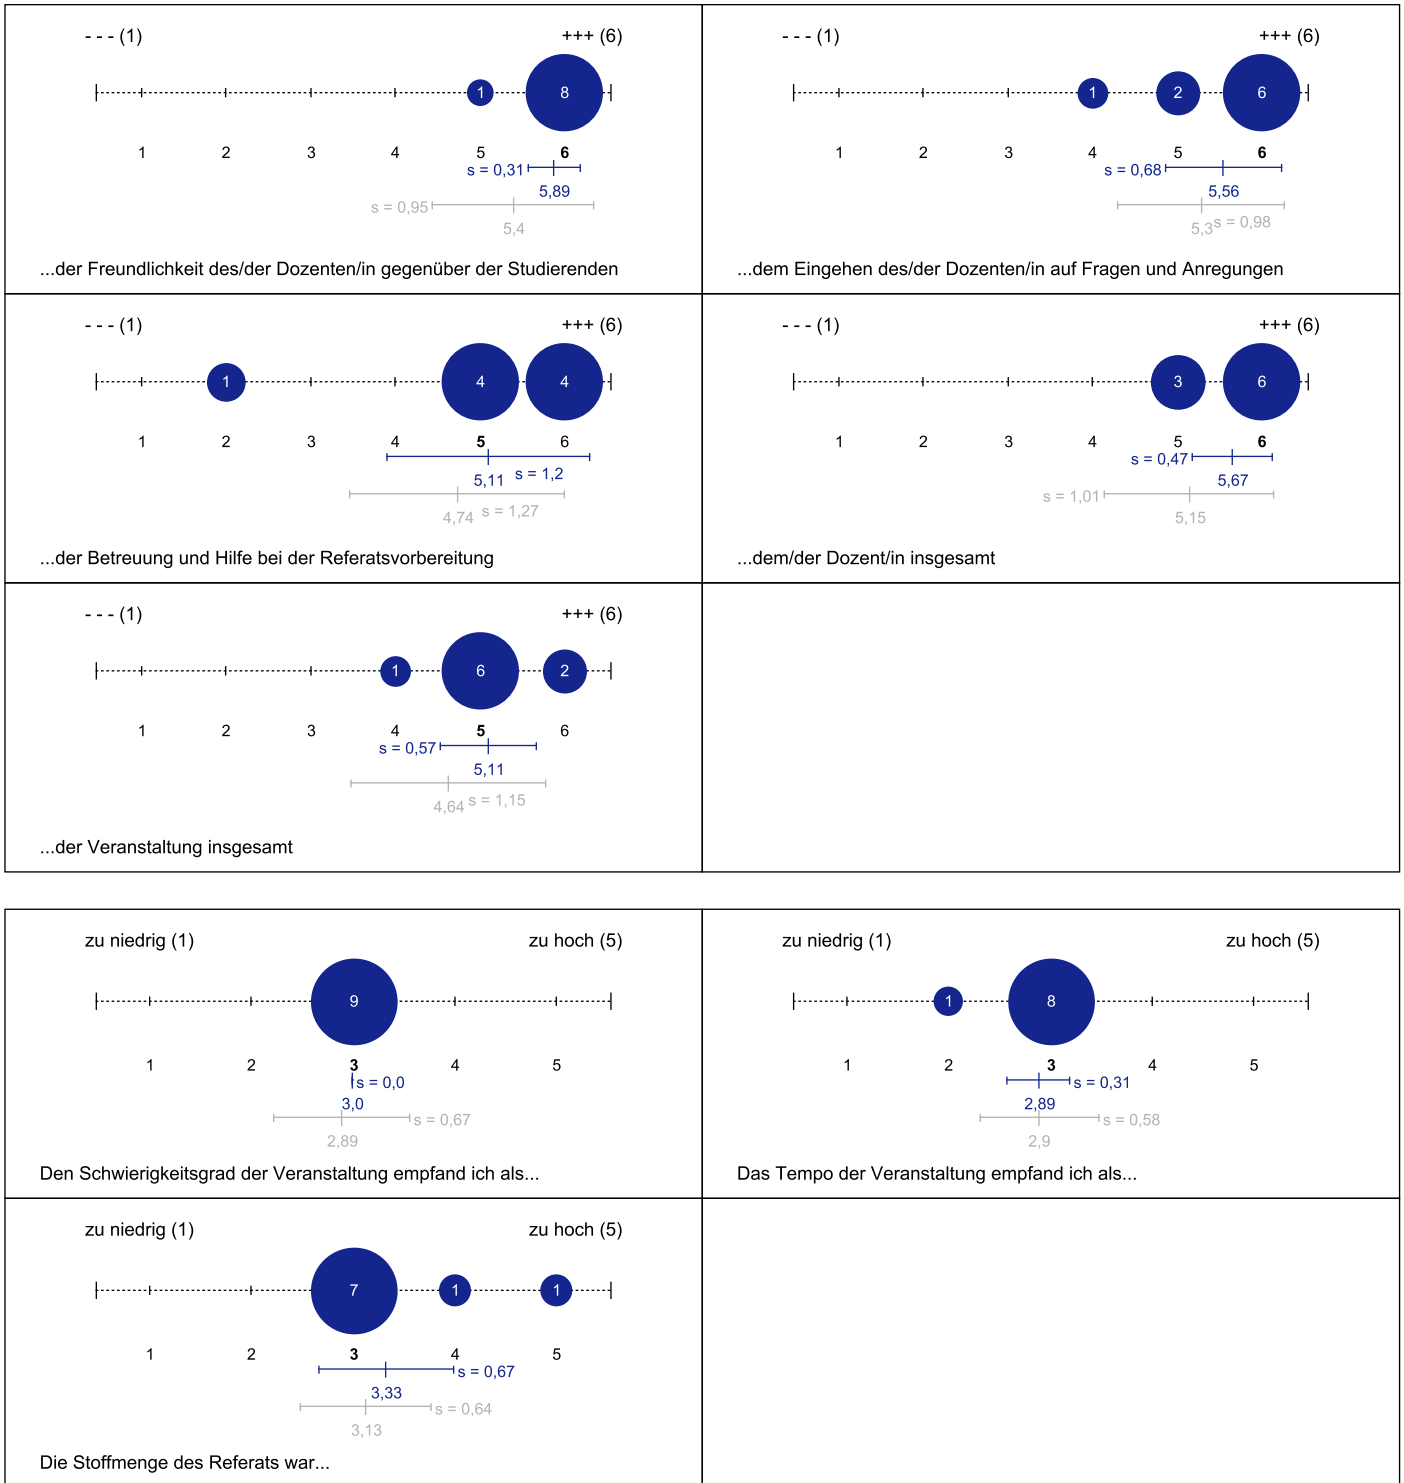 - - - (1) +++ (6)
1 8
1 2 3 4 5 6
s = 0,31
5,89
s = 0,95
5,4
...der Freundlichkeit des/der Dozenten/in gegenüber der Studierenden
- - - (1) +++ (6)
1 2 6
1 2 3 4 5 6
s = 0,68
5,56
5,3 s = 0,98
...dem Eingehen des/der Dozenten/in auf Fragen und Anregungen
- - - (1) +++ (6)
1 4 4
1 2 3 4 5 6
5,11 s = 1,2
4,74 s = 1,27
...der Betreuung und Hilfe bei der Referatsvorbereitung
- - - (1) +++ (6)
3 6
1 2 3 4 5 6
s = 0,47
5,67
s = 1,01
5,15
...dem/der Dozent/in insgesamt
- - - (1) +++ (6)
1 6 2
1 2 3 4 5 6
s = 0,57
5,11
4,64 s = 1,15
...der Veranstaltung insgesamt
zu niedrig (1) zu hoch (5)
9
1 2 3 4 5
s = 0,0
3,0
s = 0,67
2,89
Den Schwierigkeitsgrad der Veranstaltung empfand ich als...
zu niedrig (1) zu hoch (5)
1 8
1 2 3 4 5
s = 0,31
2,89
s = 0,58
2,9
Das Tempo der Veranstaltung empfand ich als...
zu niedrig (1) zu hoch (5)
7 1 1
1 2 3 4 5
s = 0,67
3,33
s = 0,64
3,13
Die Stoffmenge des Referats war...